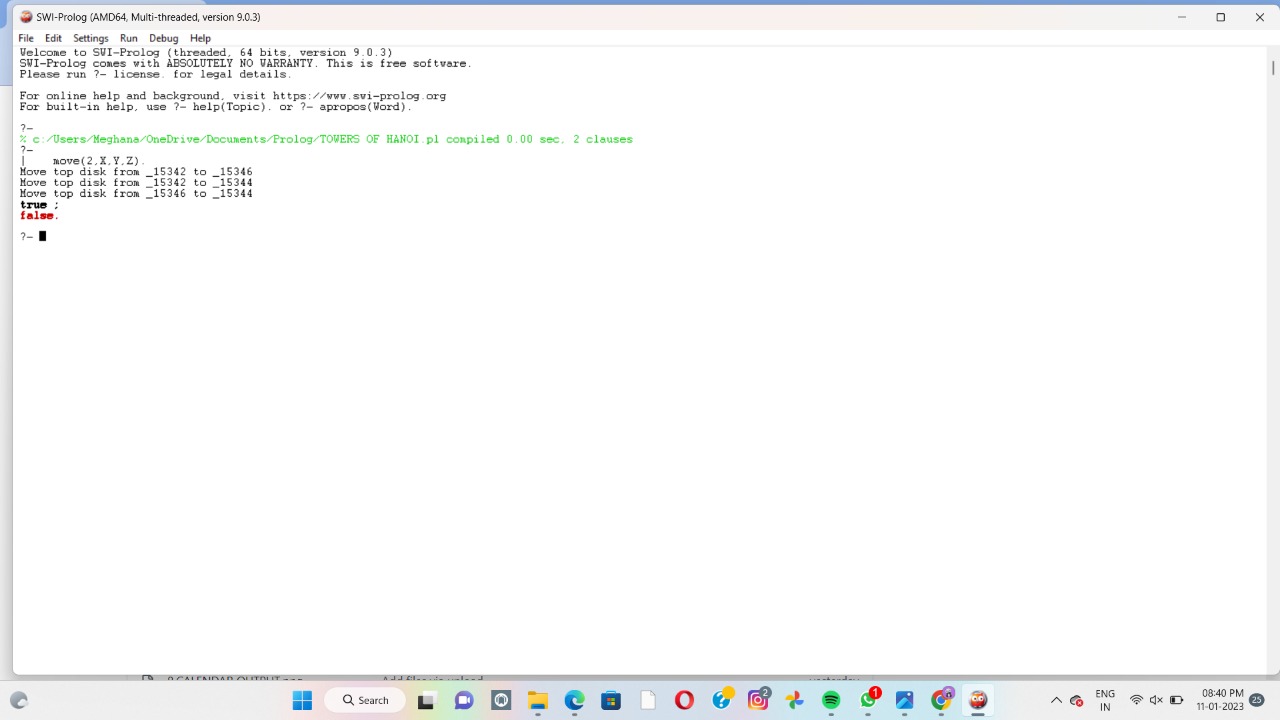 SWI-Prolog (AMD64, Multi-threaded, version 9.0.3)
File Edit Settings Run Debug Help
Welcome to SWI-Prolog (threaded, 64 bits, version 9.0.3)
SWI-Prolog comes with ABSOLUTELY NO WARRANTY. This is free software.
Please run ?- license. for legal details.
For online help and background, visit https://www.swi-prolog.org
For built-in help, use ?- help(Topic). or ?- apropos(Word).
?-
% c:/Users/Meghana/OneDrive/Documents/Prolog/TOWERS OF HANOI.pl compiled 0.00 sec, 2 clauses
?-
| move(2,X,Y,Z).
Move top disk from _15342 to _15346
Move top disk from _15342 to _15344
Move top disk from _15346 to _15344
true ;
false.
?-
8.CALENDAR OUTPUT.png Add files via upload yesterday
Search
2
1
ENG
IN
08:40 PM
11-01-2023
25